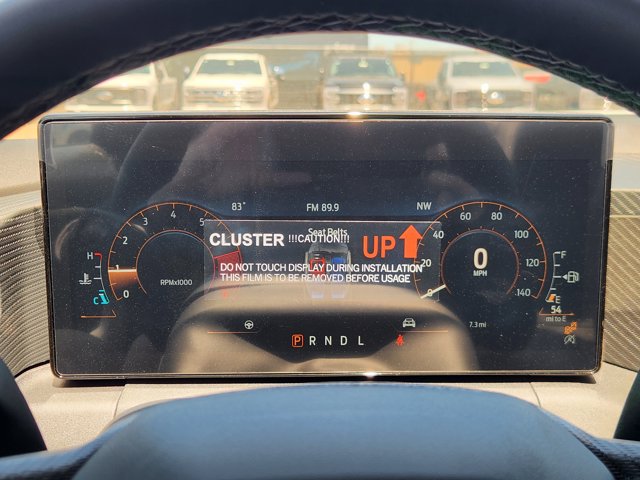 83° FM 89.9 NW
Seat Belts
CLUSTER !!!CAUTION!!! UP
DO NOT TOUCH DISPLAY DURING INSTALLATION
THIS FILM IS TO BE REMOVED BEFORE USAGE
0 1 2 3 4 5
RPMx1000
H
C
0 20 40 60 80 100 120 140
0
MPH
F
E
54
mi to E
7.3 mi
P R N D L